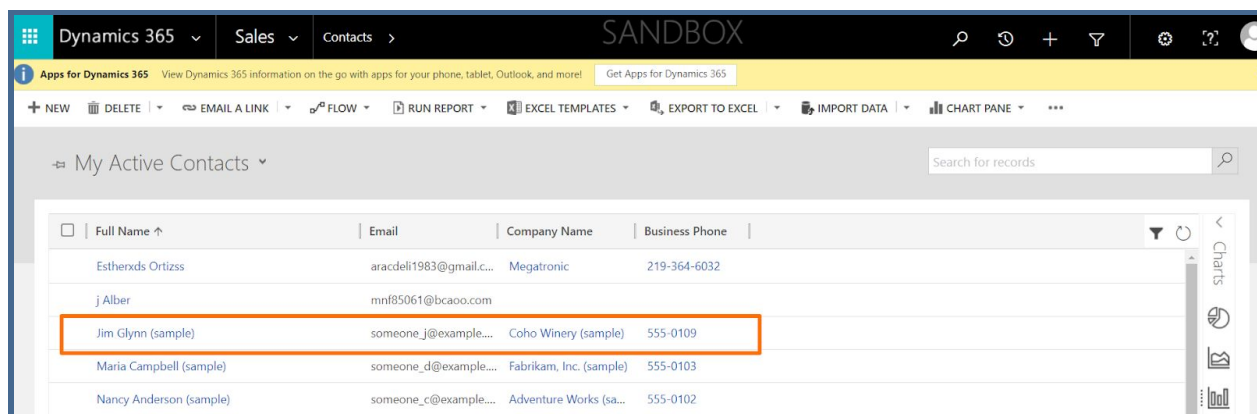 Dynamics 365 Sales Contacts > SANDBOX [?]
i Apps for Dynamics 365 View Dynamics 365 information on the go with apps for your phone, tablet, Outlook, and more! Get Apps for Dynamics 365
+ NEW DELETE EMAIL A LINK FLOW RUN REPORT EXCEL TEMPLATES EXPORT TO EXCEL IMPORT DATA CHART PANE ...
My Active Contacts Search for records
Full Name ↑ Email Company Name Business Phone
Charts
Estherxds Ortizss aracdeli1983@gmail.c... Megatronic 219-364-6032
j Alber mnf85061@bcaoo.com
Jim Glynn (sample) someone_j@example.... Coho Winery (sample) 555-0109
Maria Campbell (sample) someone_d@example.... Fabrikam, Inc. (sample) 555-0103
Nancy Anderson (sample) someone_c@example.... Adventure Works (sa... 555-0102